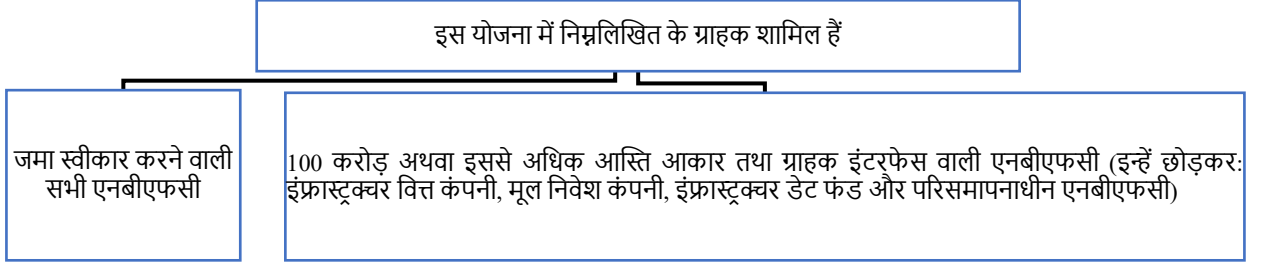 इस योजना में निम्नलिखित के ग्राहक शामिल हैं
जमा स्वीकार करने वाली
सभी एनबीएफसी
100 करोड़ अथवा इससे अधिक आस्ति आकार तथा ग्राहक इंटरफेस वाली एनबीएफसी (इन्हें छोड़कर:
इंफ्रास्ट्रक्चर वित्त कंपनी, मूल निवेश कंपनी, इंफ्रास्ट्रक्चर डेट फंड और परिसमापनाधीन एनबीएफसी)